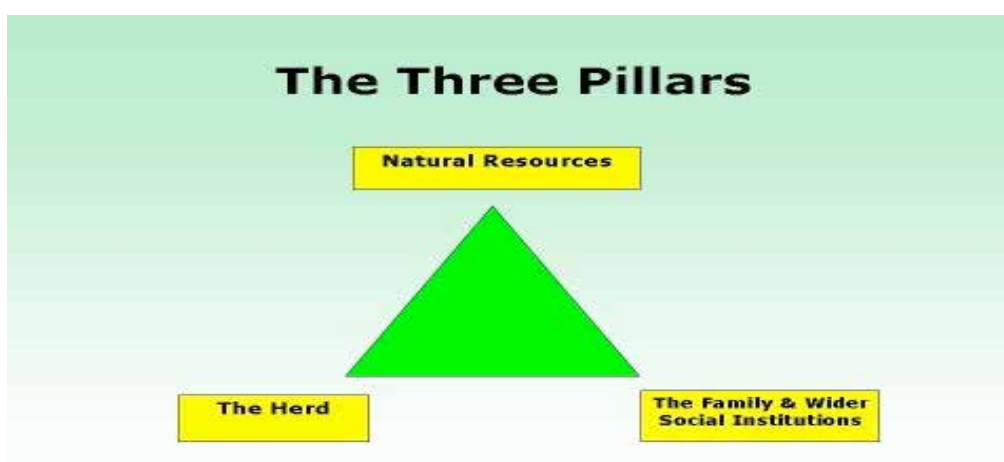 The Three Pillars
Natural Resources
The Herd
The Family & Wider
Social Institutions